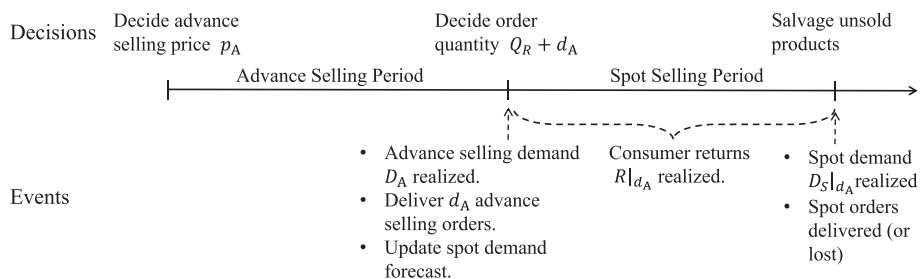 Decisions
Decide advance
selling price p_A
Decide order
quantity Q_R + d_A
Salvage unsold
products
Advance Selling Period
Spot Selling Period
Events
• Advance selling demand
D_A realized.
• Deliver d_A advance
selling orders.
• Update spot demand
forecast.
Consumer returns
R|_{d_A} realized.
• Spot demand
D_S|_{d_A} realized
• Spot orders
delivered (or
lost)